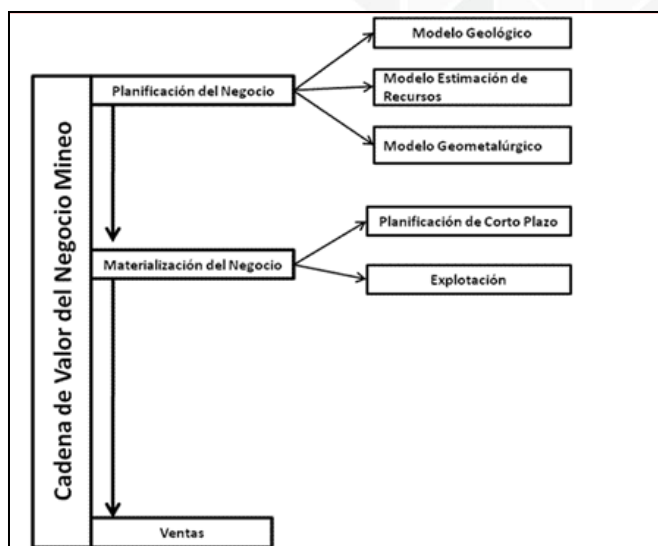 Cadena de Valor del Negocio Mineo
Planificación del Negocio
Modelo Geológico
Modelo Estimación de
Recursos
Modelo Geometalúrgico
Materialización del Negocio
Planificación de Corto Plazo
Explotación
Ventas